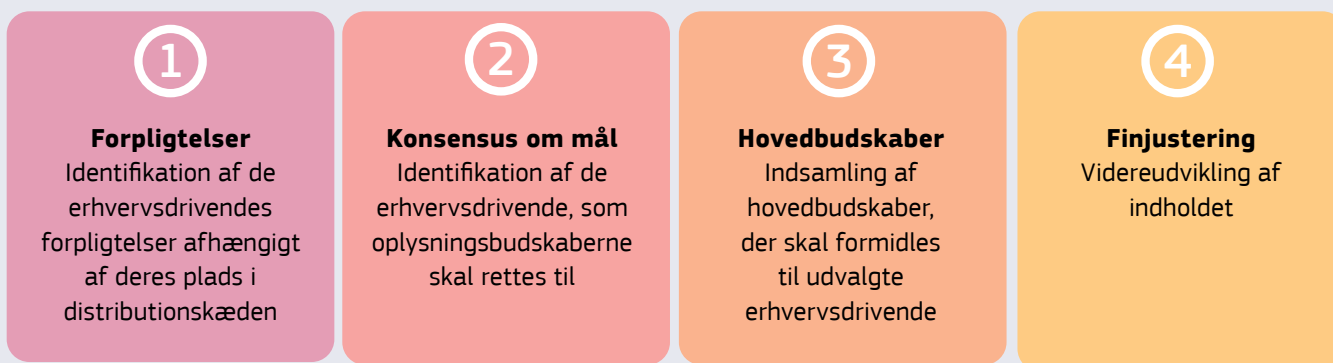 1
Forpligtelser
Identifikation af de
erhvervsdrivendes
forpligtelser afhængigt
af deres plads i
distributionskæden
2
Konsensus om mål
Identifikation af de
erhvervsdrivende, som
oplysningsbudskaberne
skal rettes til
3
Hovedbudskaber
Indsamling af
hovedbudskaber,
der skal formidles
til udvalgte
erhvervsdrivende
4
Finjustering
Videreudvikling af
indholdet